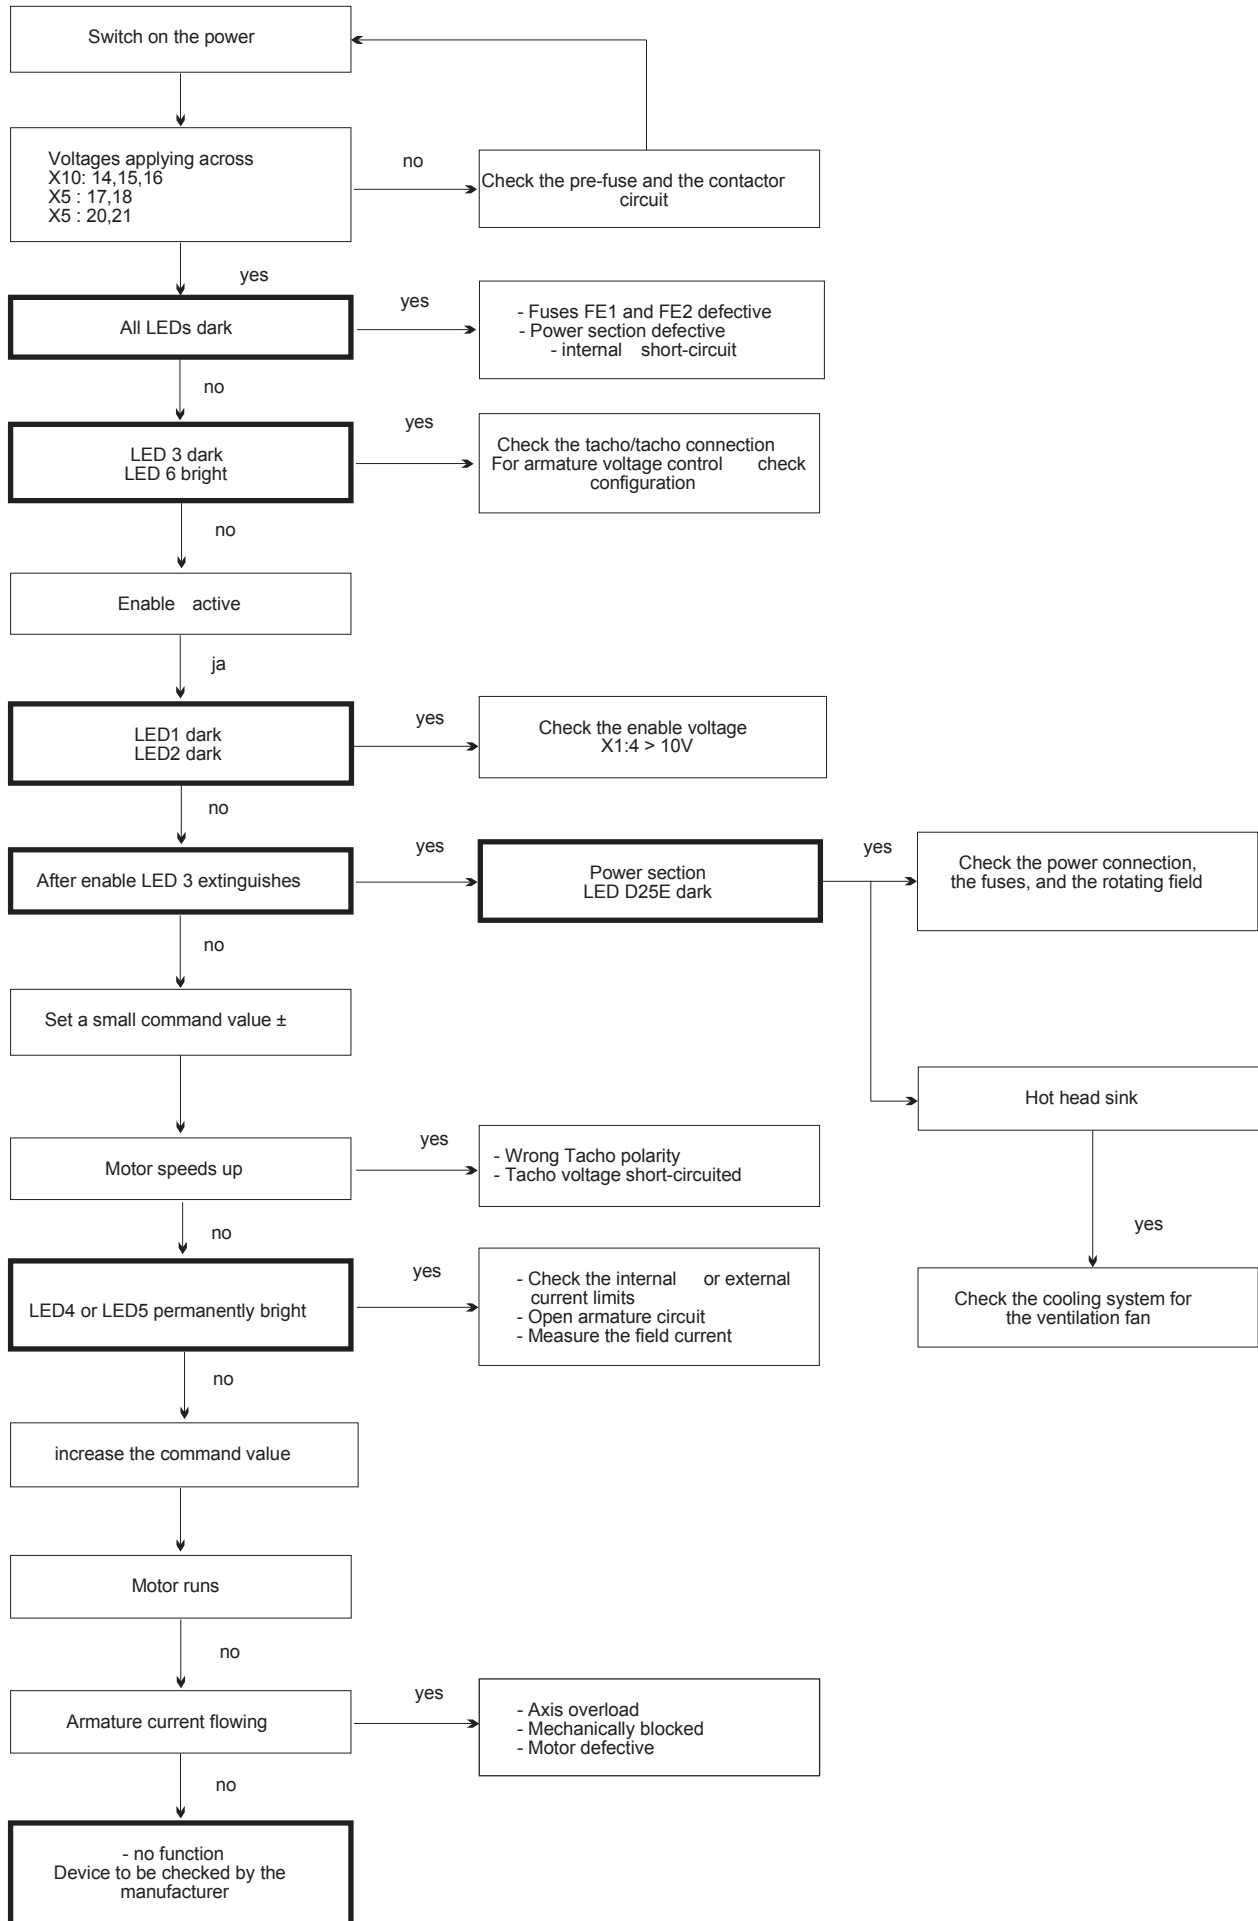 Switch on the power
Voltages applying across
X10: 14,15,16
X5 : 17,18
X5 : 20,21
no
Check the pre-fuse and the contactor
circuit
yes
All LEDs dark
yes
- Fuses FE1 and FE2 defective
- Power section defective
- internal short-circuit
no
LED 3 dark
LED 6 bright
yes
Check the tacho/tacho connection
For armature voltage control check
configuration
no
Enable active
ja
LED1 dark
LED2 dark
yes
Check the enable voltage
X1:4 > 10V
no
After enable LED 3 extinguishes
yes
Power section
LED D25E dark
yes
Check the power connection,
the fuses, and the rotating field
no
Set a small command value ±
Hot head sink
Motor speeds up
yes
- Wrong Tacho polarity
- Tacho voltage short-circuited
yes
no
LED4 or LED5 permanently bright
yes
- Check the internal or external
current limits
- Open armature circuit
- Measure the field current
Check the cooling system for
the ventilation fan
no
increase the command value
Motor runs
no
Armature current flowing
yes
- Axis overload
- Mechanically blocked
- Motor defective
no
- no function
Device to be checked by the
manufacturer